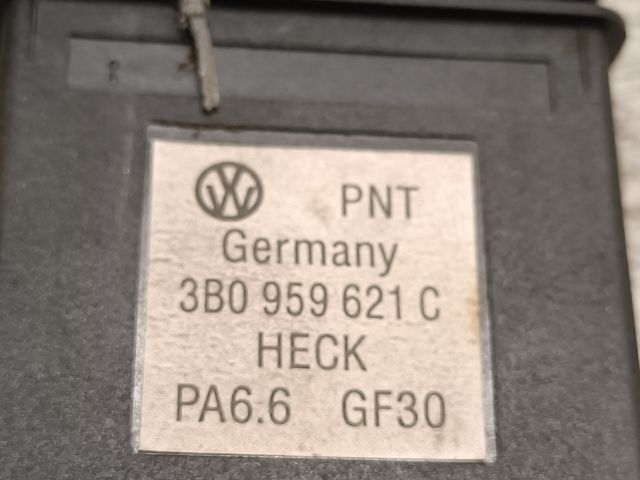 PNT
Germany
3B0 959 621 C
HECK
PA6.6 GF30